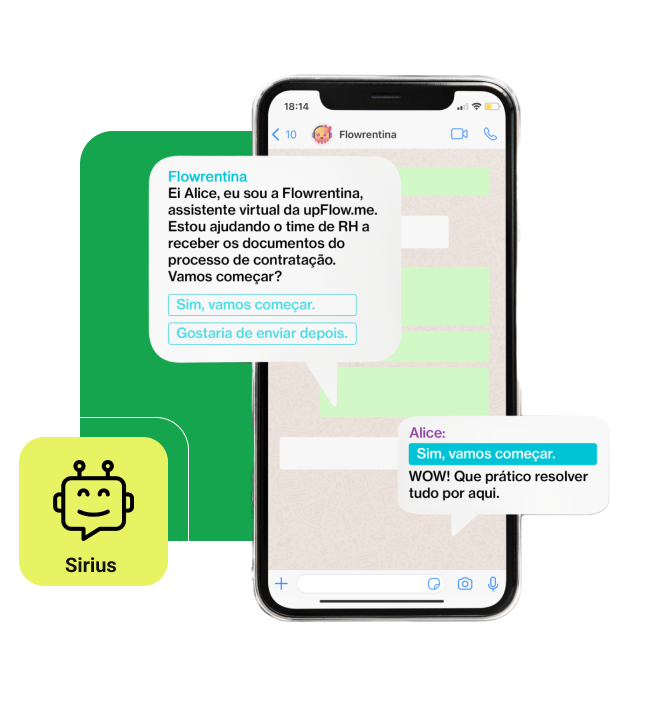 18:14
10
Flowrentina
Flowrentina
Ei Alice, eu sou a Flowrentina,
assistente virtual da upFlow.me.
Estou ajudando o time de RH a
receber os documentos do
processo de contratação.
Vamos começar?
Sim, vamos começar.
Gostaria de enviar depois.
Alice:
Sim, vamos começar.
WOW! Que prático resolver
tudo por aqui.
Sirius